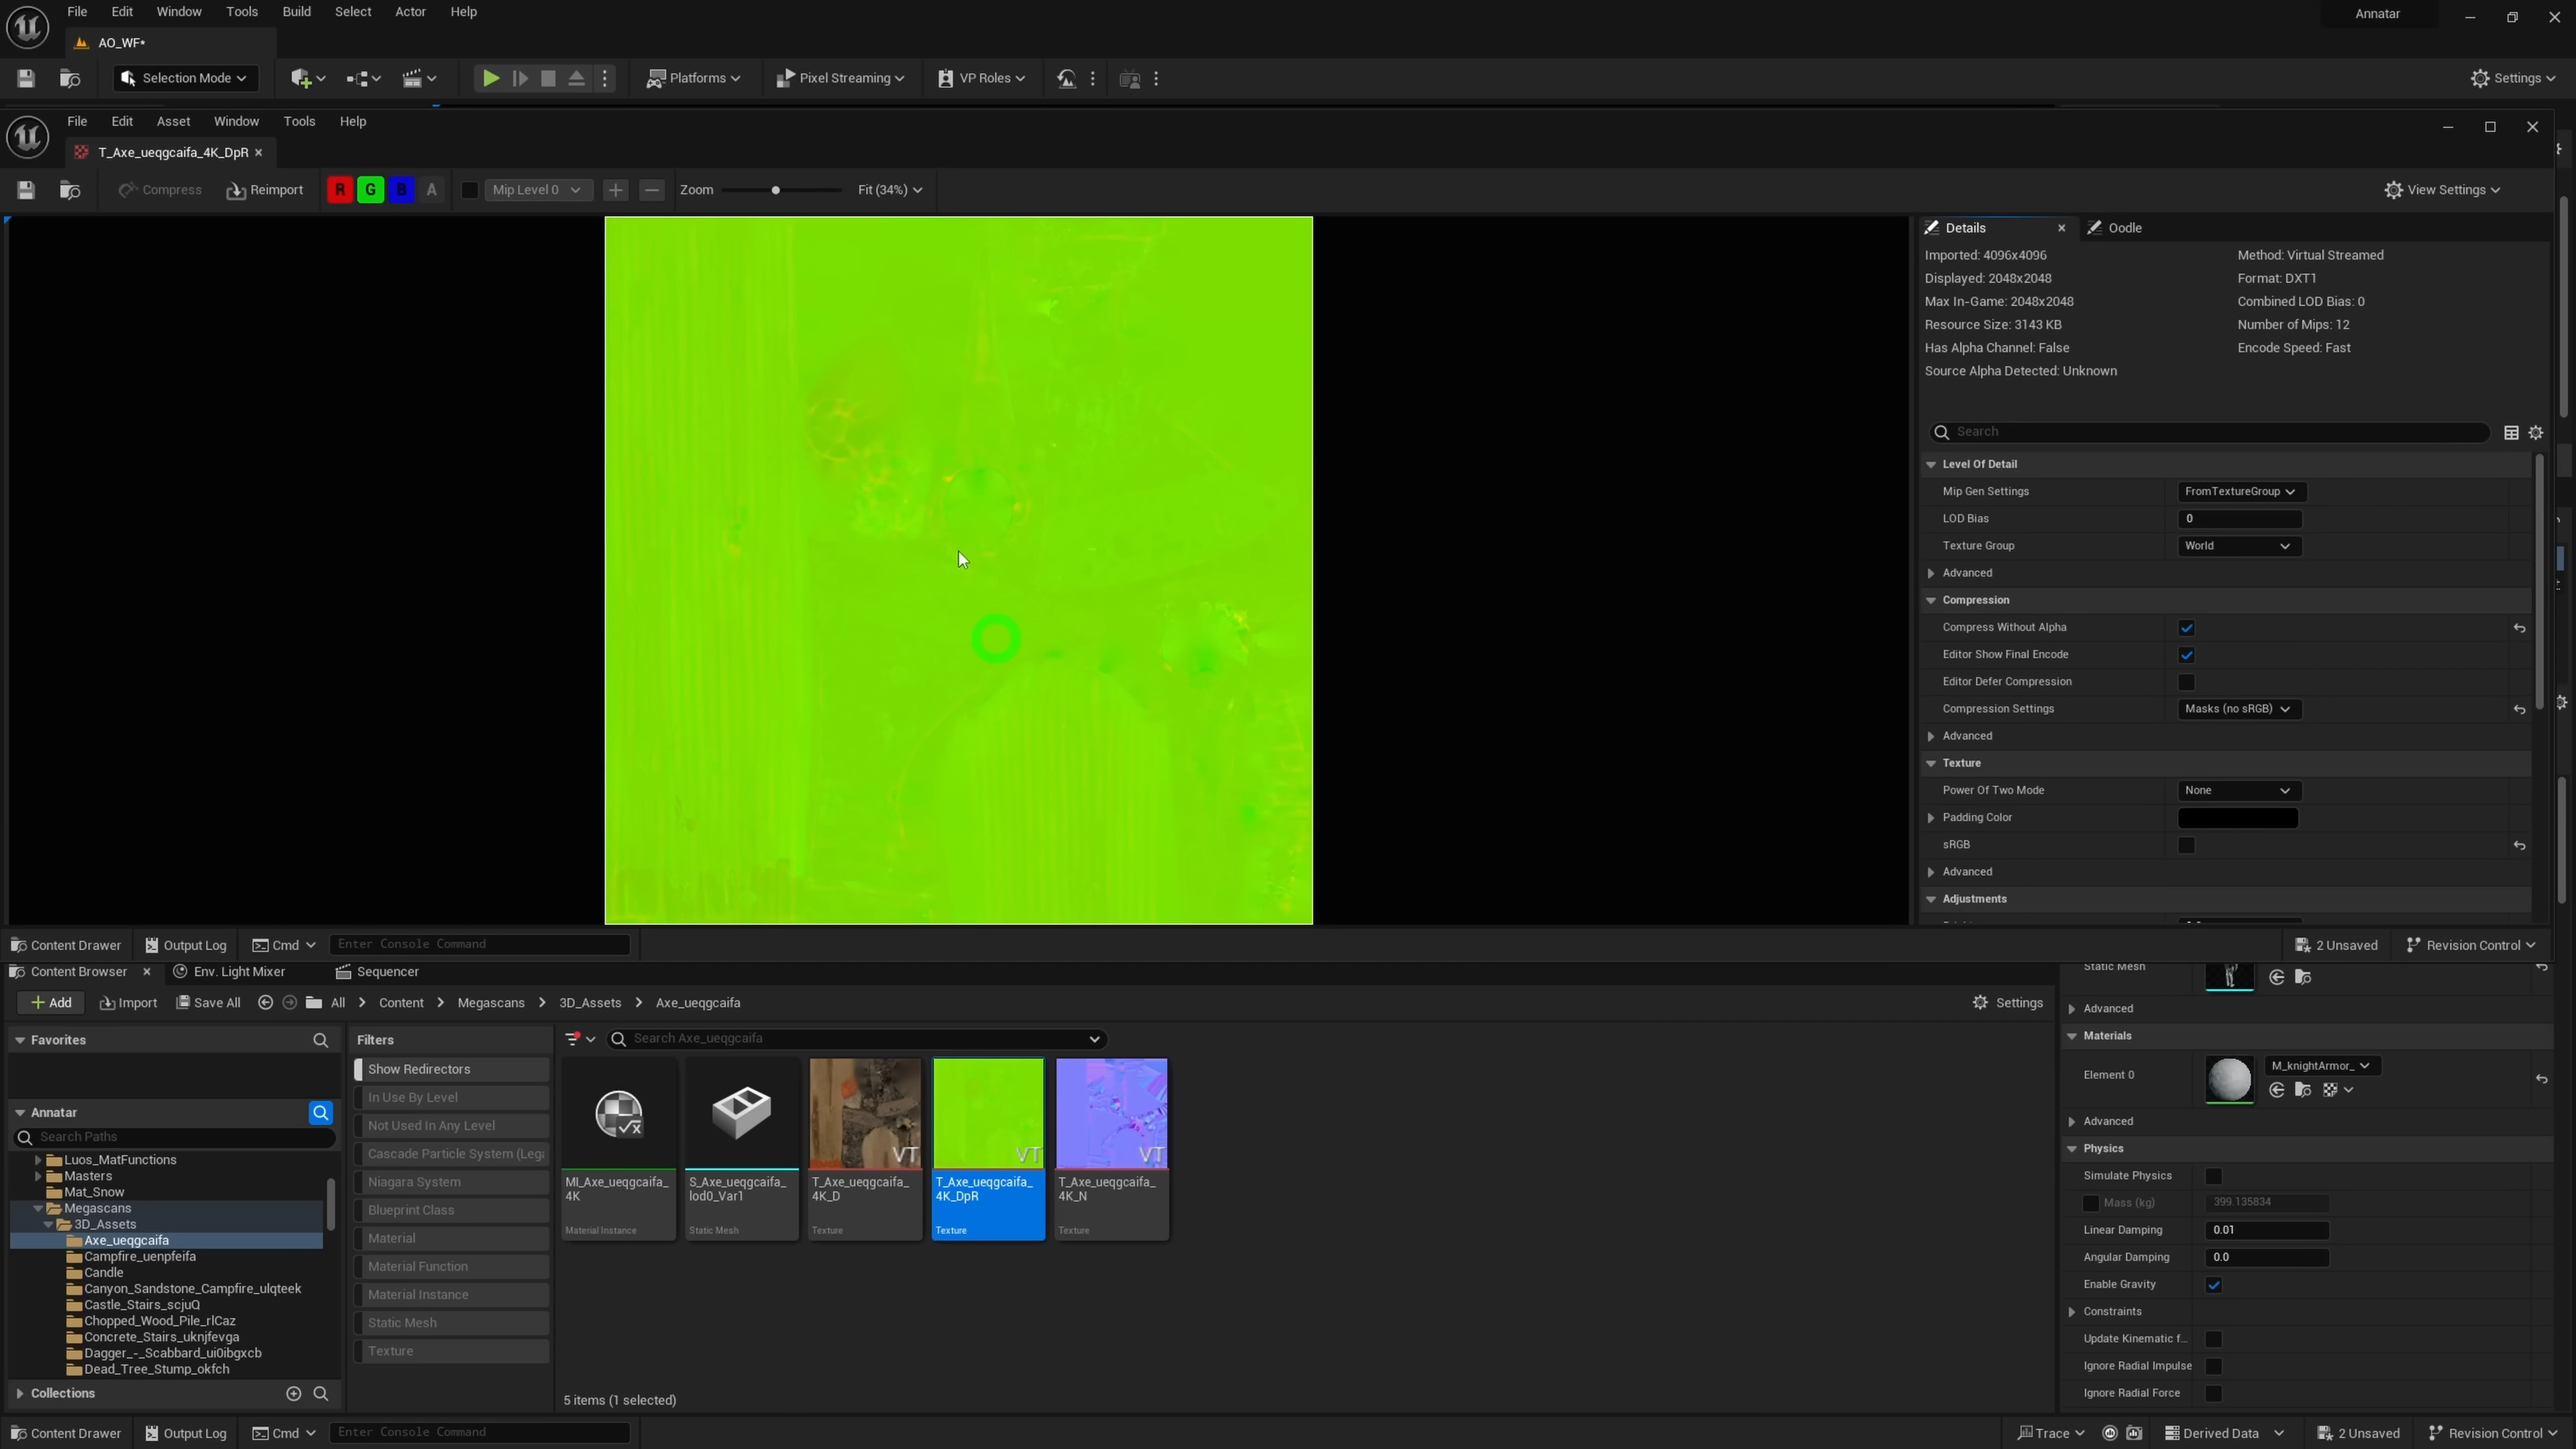 File Edit Window Tools Build Select Actor Help
Annatar
AO_WF*
Selection Mode
Platforms
Pixel Streaming
VP Roles
Settings
File Edit Asset Window Tools Help
T_Axe_ueqgcaifa_4K_DpR
Compress
Reimport
R G B A
Mip Level 0
Zoom
Fit (34%)
View Settings
Details
Oodle
Imported: 4096x4096
Method: Virtual Streamed
Displayed: 2048x2048
Format: DXT1
Max In-Game: 2048x2048
Combined LOD Bias: 0
Resource Size: 3143 KB
Number of Mips: 12
Has Alpha Channel: False
Encode Speed: Fast
Source Alpha Detected: Unknown
Search
Level Of Detail
Mip Gen Settings
FromTextureGroup
LOD Bias
0
Texture Group
World
Advanced
Compression
Compress Without Alpha
Editor Show Final Encode
Editor Defer Compression
Compression Settings
Masks (no sRGB)
Advanced
Texture
Power Of Two Mode
None
Padding Color
sRGB
Advanced
Adjustments
Content Drawer
Output Log
Cmd
Enter Console Command
2 Unsaved
Revision Control
Content Browser
Env. Light Mixer
Sequencer
Add
Import
Save All
All > Content > Megascans > 3D_Assets > Axe_ueqgcaifa
Settings
Favorites
Annatar
Search Paths
Luos_MatFunctions
Masters
Mat_Snow
Megascans
3D_Assets
Axe_ueqgcaifa
Campfire_uenpfeifa
Candle
Canyon_Sandstone_Campfire_ulqteek
Castle_Stairs_scjuQ
Chopped_Wood_Pile_rlCaz
Concrete_Stairs_uknjfevga
Dagger_-_Scabbard_ui0ibgxcb
Dead_Tree_Stump_okfch
Collections
Filters
Show Redirectors
In Use By Level
Not Used In Any Level
Cascade Particle System (Lega
Niagara System
Blueprint Class
Material
Material Function
Material Instance
Static Mesh
Texture
Search Axe_ueqgcaifa
MI_Axe_ueqgcaifa_
4K
Material Instance
S_Axe_ueqgcaifa_
lod0_Var1
Static Mesh
VT
T_Axe_ueqgcaifa_
4K_D
Texture
VT
T_Axe_ueqgcaifa_
4K_DpR
Texture
VT
T_Axe_ueqgcaifa_
4K_N
Texture
5 items (1 selected)
Static Mesh
Advanced
Materials
Element 0
M_knightArmor_
Advanced
Physics
Simulate Physics
Mass (kg)
399.135834
Linear Damping
0.01
Angular Damping
0.0
Enable Gravity
Constraints
Update Kinematic f...
Ignore Radial Impulse
Ignore Radial Force
Content Drawer
Output Log
Cmd
Enter Console Command
Trace
Derived Data
2 Unsaved
Revision Control